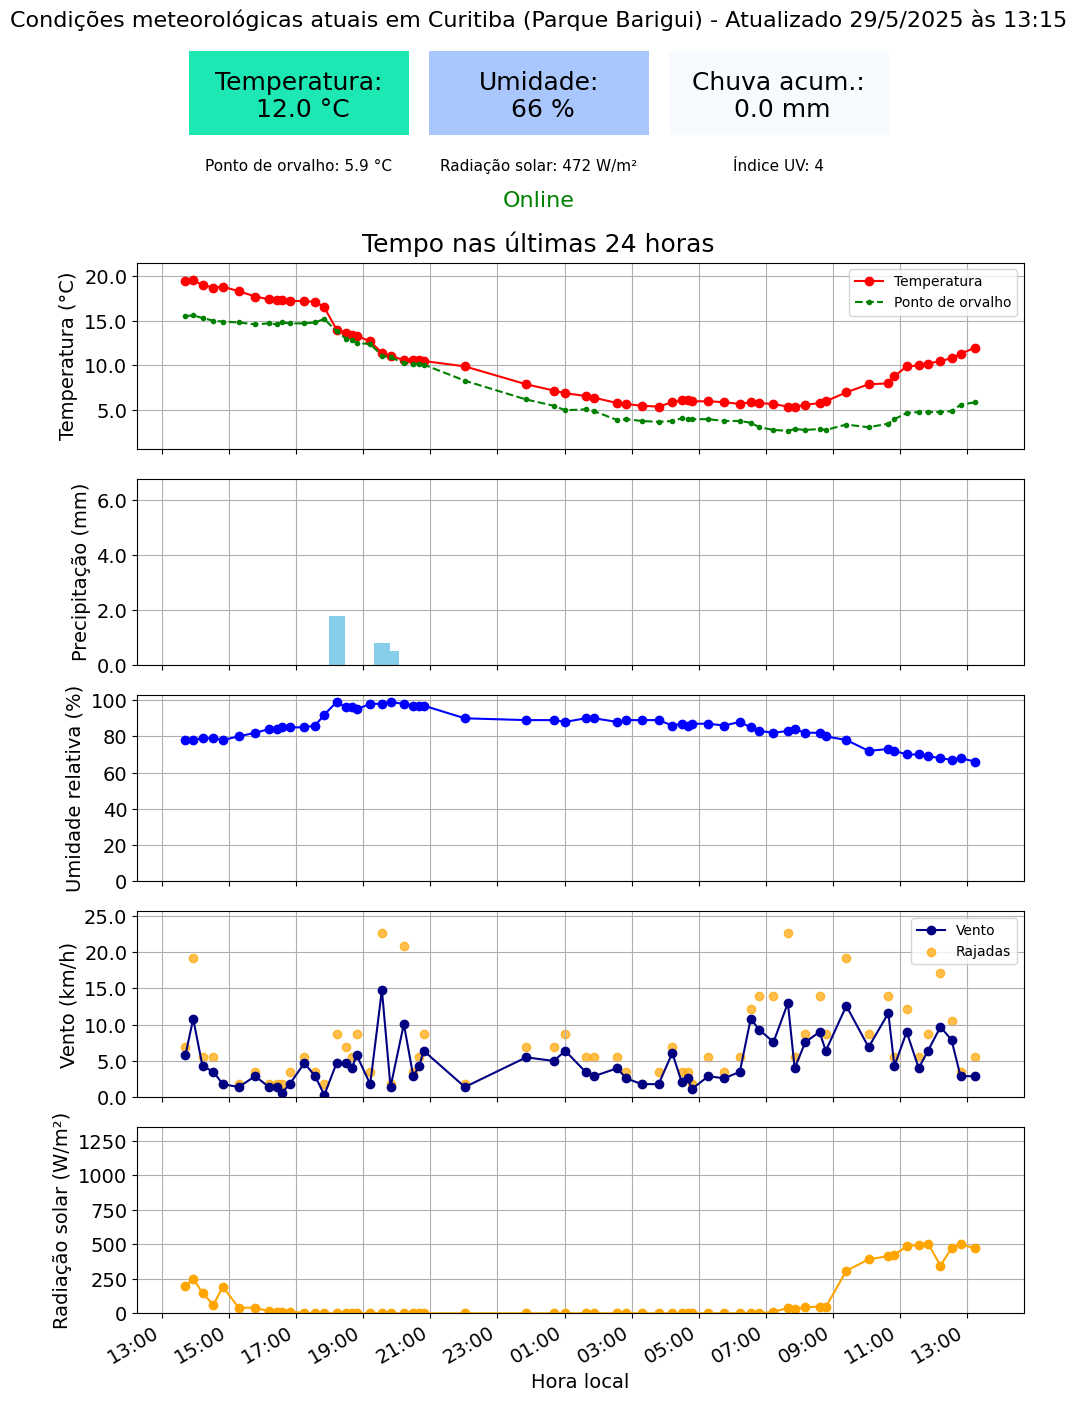 Condições meteorológicas atuais em Curitiba (Parque Barigui) - Atualizado 29/5/2025 às 13:15
Temperatura:
12.0 °C
Umidade:
66 %
Chuva acum.:
0.0 mm
Ponto de orvalho: 5.9 °C
Radiação solar: 472 W/m²
Índice UV: 4
Online
Tempo nas últimas 24 horas
Temperatura (°C)
20.0
15.0
10.0
5.0
Temperatura
Ponto de orvalho
Precipitação (mm)
6.0
4.0
2.0
0.0
Umidade relativa (%)
100
80
60
40
20
0
Vento (km/h)
25.0
20.0
15.0
10.0
5.0
0.0
Vento
Rajadas
Radiação solar (W/m²)
1250
1000
750
500
250
0
13:00
15:00
17:00
19:00
21:00
23:00
01:00
03:00
05:00
07:00
09:00
11:00
13:00
Hora local